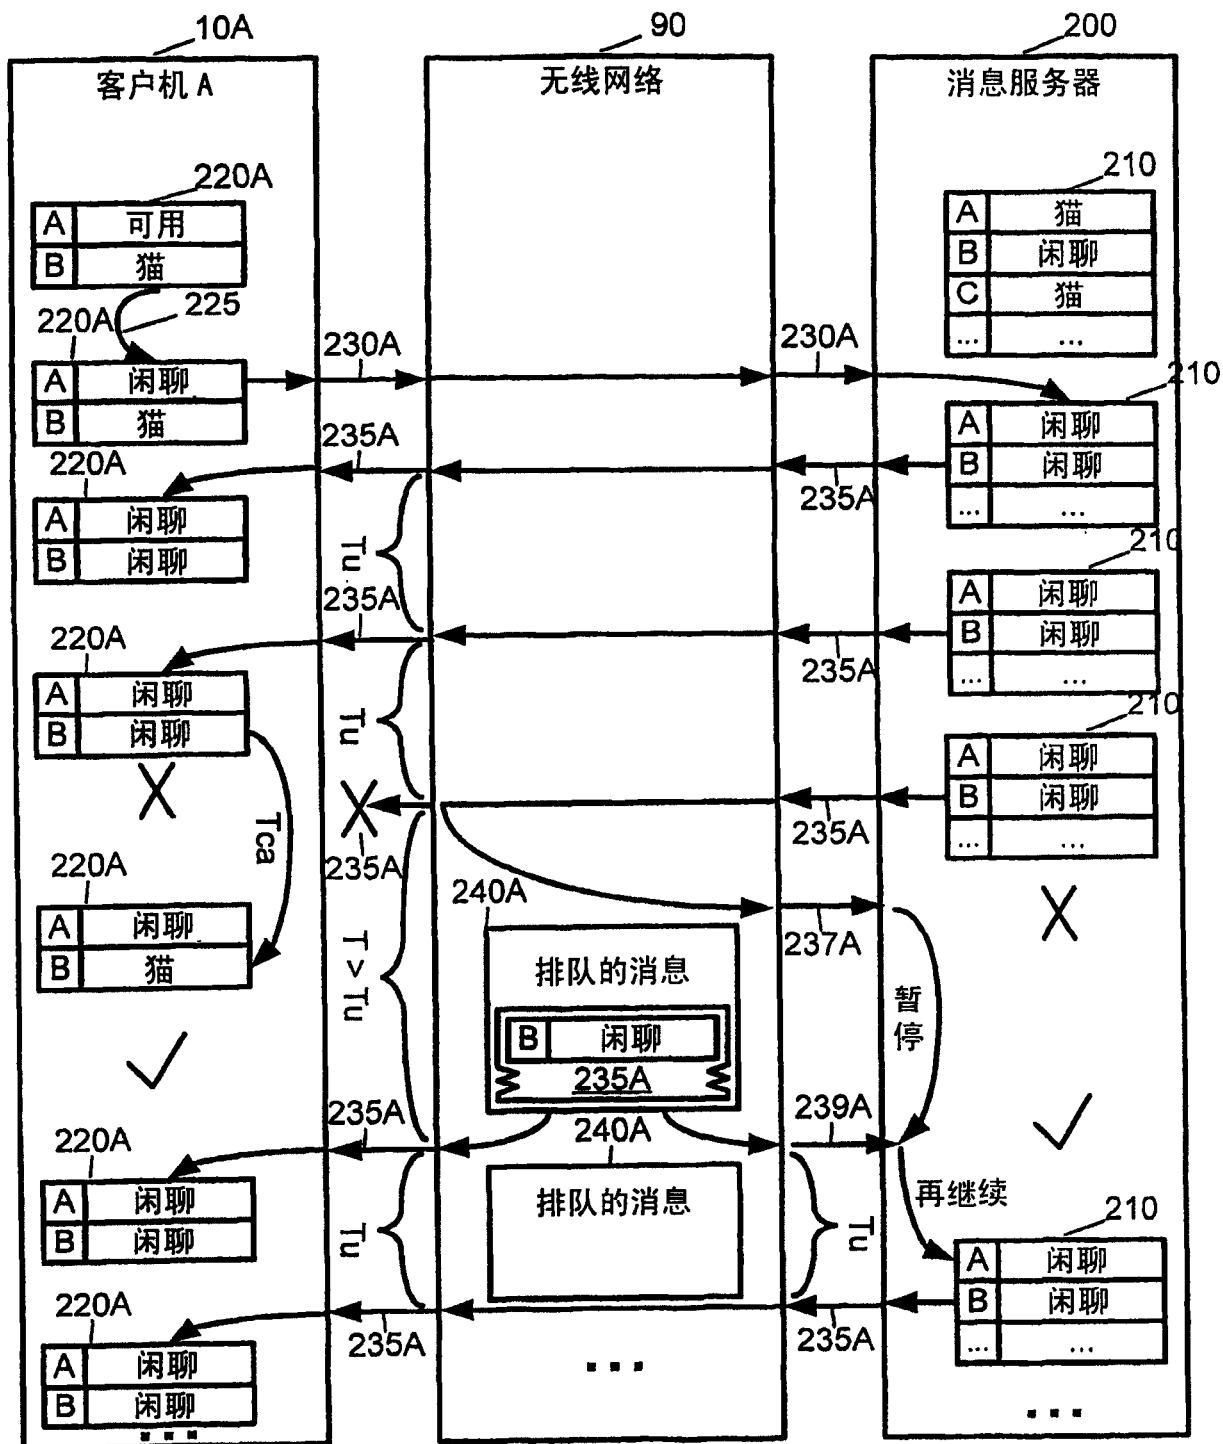 10A
90
200
客户机 A
无线网络
消息服务器
220A
210
A 可用
A 猫
B 猫
B 闲聊
C 猫
... ...
225
220A
230A
230A
A 闲聊
B 猫
210
A 闲聊
B 闲聊
... ...
235A
235A
220A
A 闲聊
B 闲聊
Tu
210
A 闲聊
B 闲聊
... ...
235A
235A
220A
A 闲聊
B 闲聊
Tu
210
A 闲聊
B 闲聊
... ...
235A
235A
Tca
220A
A 闲聊
B 猫
T > Tu
240A
237A
排队的消息
B 闲聊
235A
暂停
235A
239A
220A
A 闲聊
B 闲聊
240A
排队的消息
Tu
Tu
再继续
210
A 闲聊
B 闲聊
... ...
235A
235A
220A
A 闲聊
B 闲聊
...
...
...